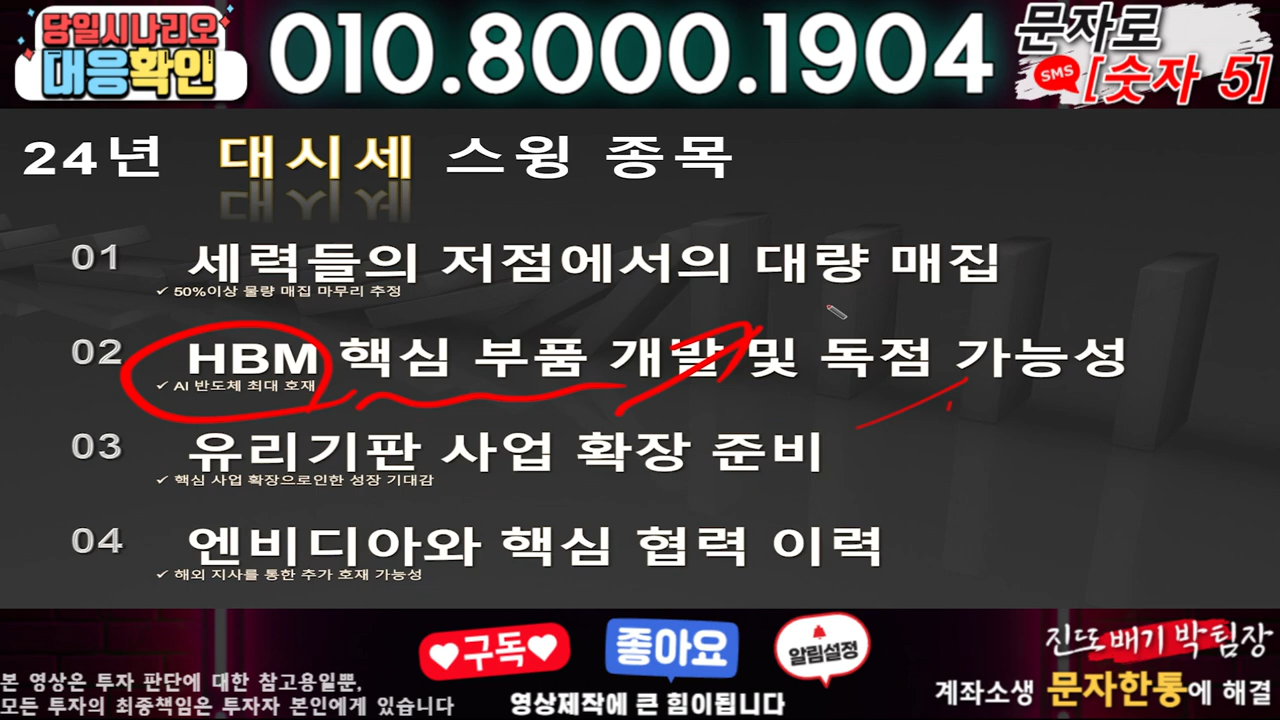 당일시나리오
대응확인
010.8000.1904
문자로
SMS [숫자 5]
24년 대시세 스윙 종목
01 세력들의 저점에서의 대량 매집
✓ 50%이상 물량 매집 마무리 추정
02 HBM 핵심 부품 개발 및 독점 가능성
✓ AI 반도체 최대 호재
03 유리기판 사업 확장 준비
✓ 핵심 사업 확장으로인한 성장 기대감
04 엔비디아와 핵심 협력 이력
✓ 해외 지사를 통한 추가 호재 가능성
구독
좋아요
알림설정
영상제작에 큰 힘이됩니다
본 영상은 투자 판단에 대한 참고용일뿐,
모든 투자의 최종책임은 투자자 본인에게 있습니다
진또배기 박팀장
계좌소생 문자한통에 해결